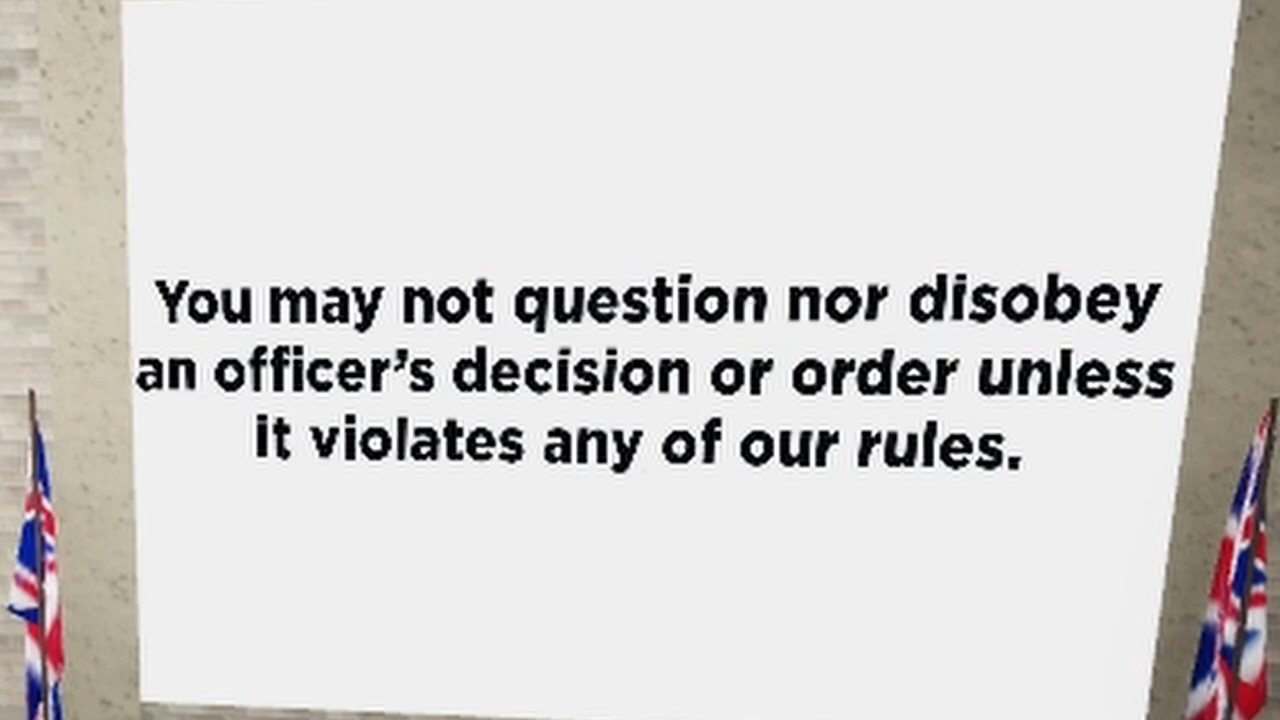 You may not question nor disobey
an officer's decision or order unless
it violates any of our rules.